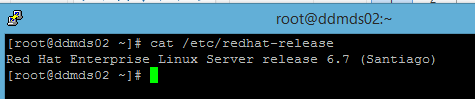 root@ddmds02:~
[root@ddmds02 ~]# cat /etc/redhat-release
Red Hat Enterprise Linux Server release 6.7 (Santiago)
[root@ddmds02 ~]#